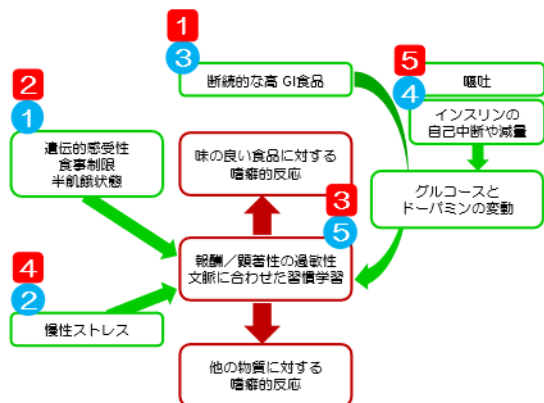 1
3
断続的な高 GI食品
5
嘔吐
4
インスリンの
自己中断や減量
2
1
遺伝的感受性
食事制限
半飢餓状態
味の良い食品に対する
嗜癖的反応
グルコースと
ドーパミンの変動
3
5
報酬／顕著性の過敏性
文脈に合わせた習慣学習
4
2
慢性ストレス
他の物質に対する
嗜癖的反応